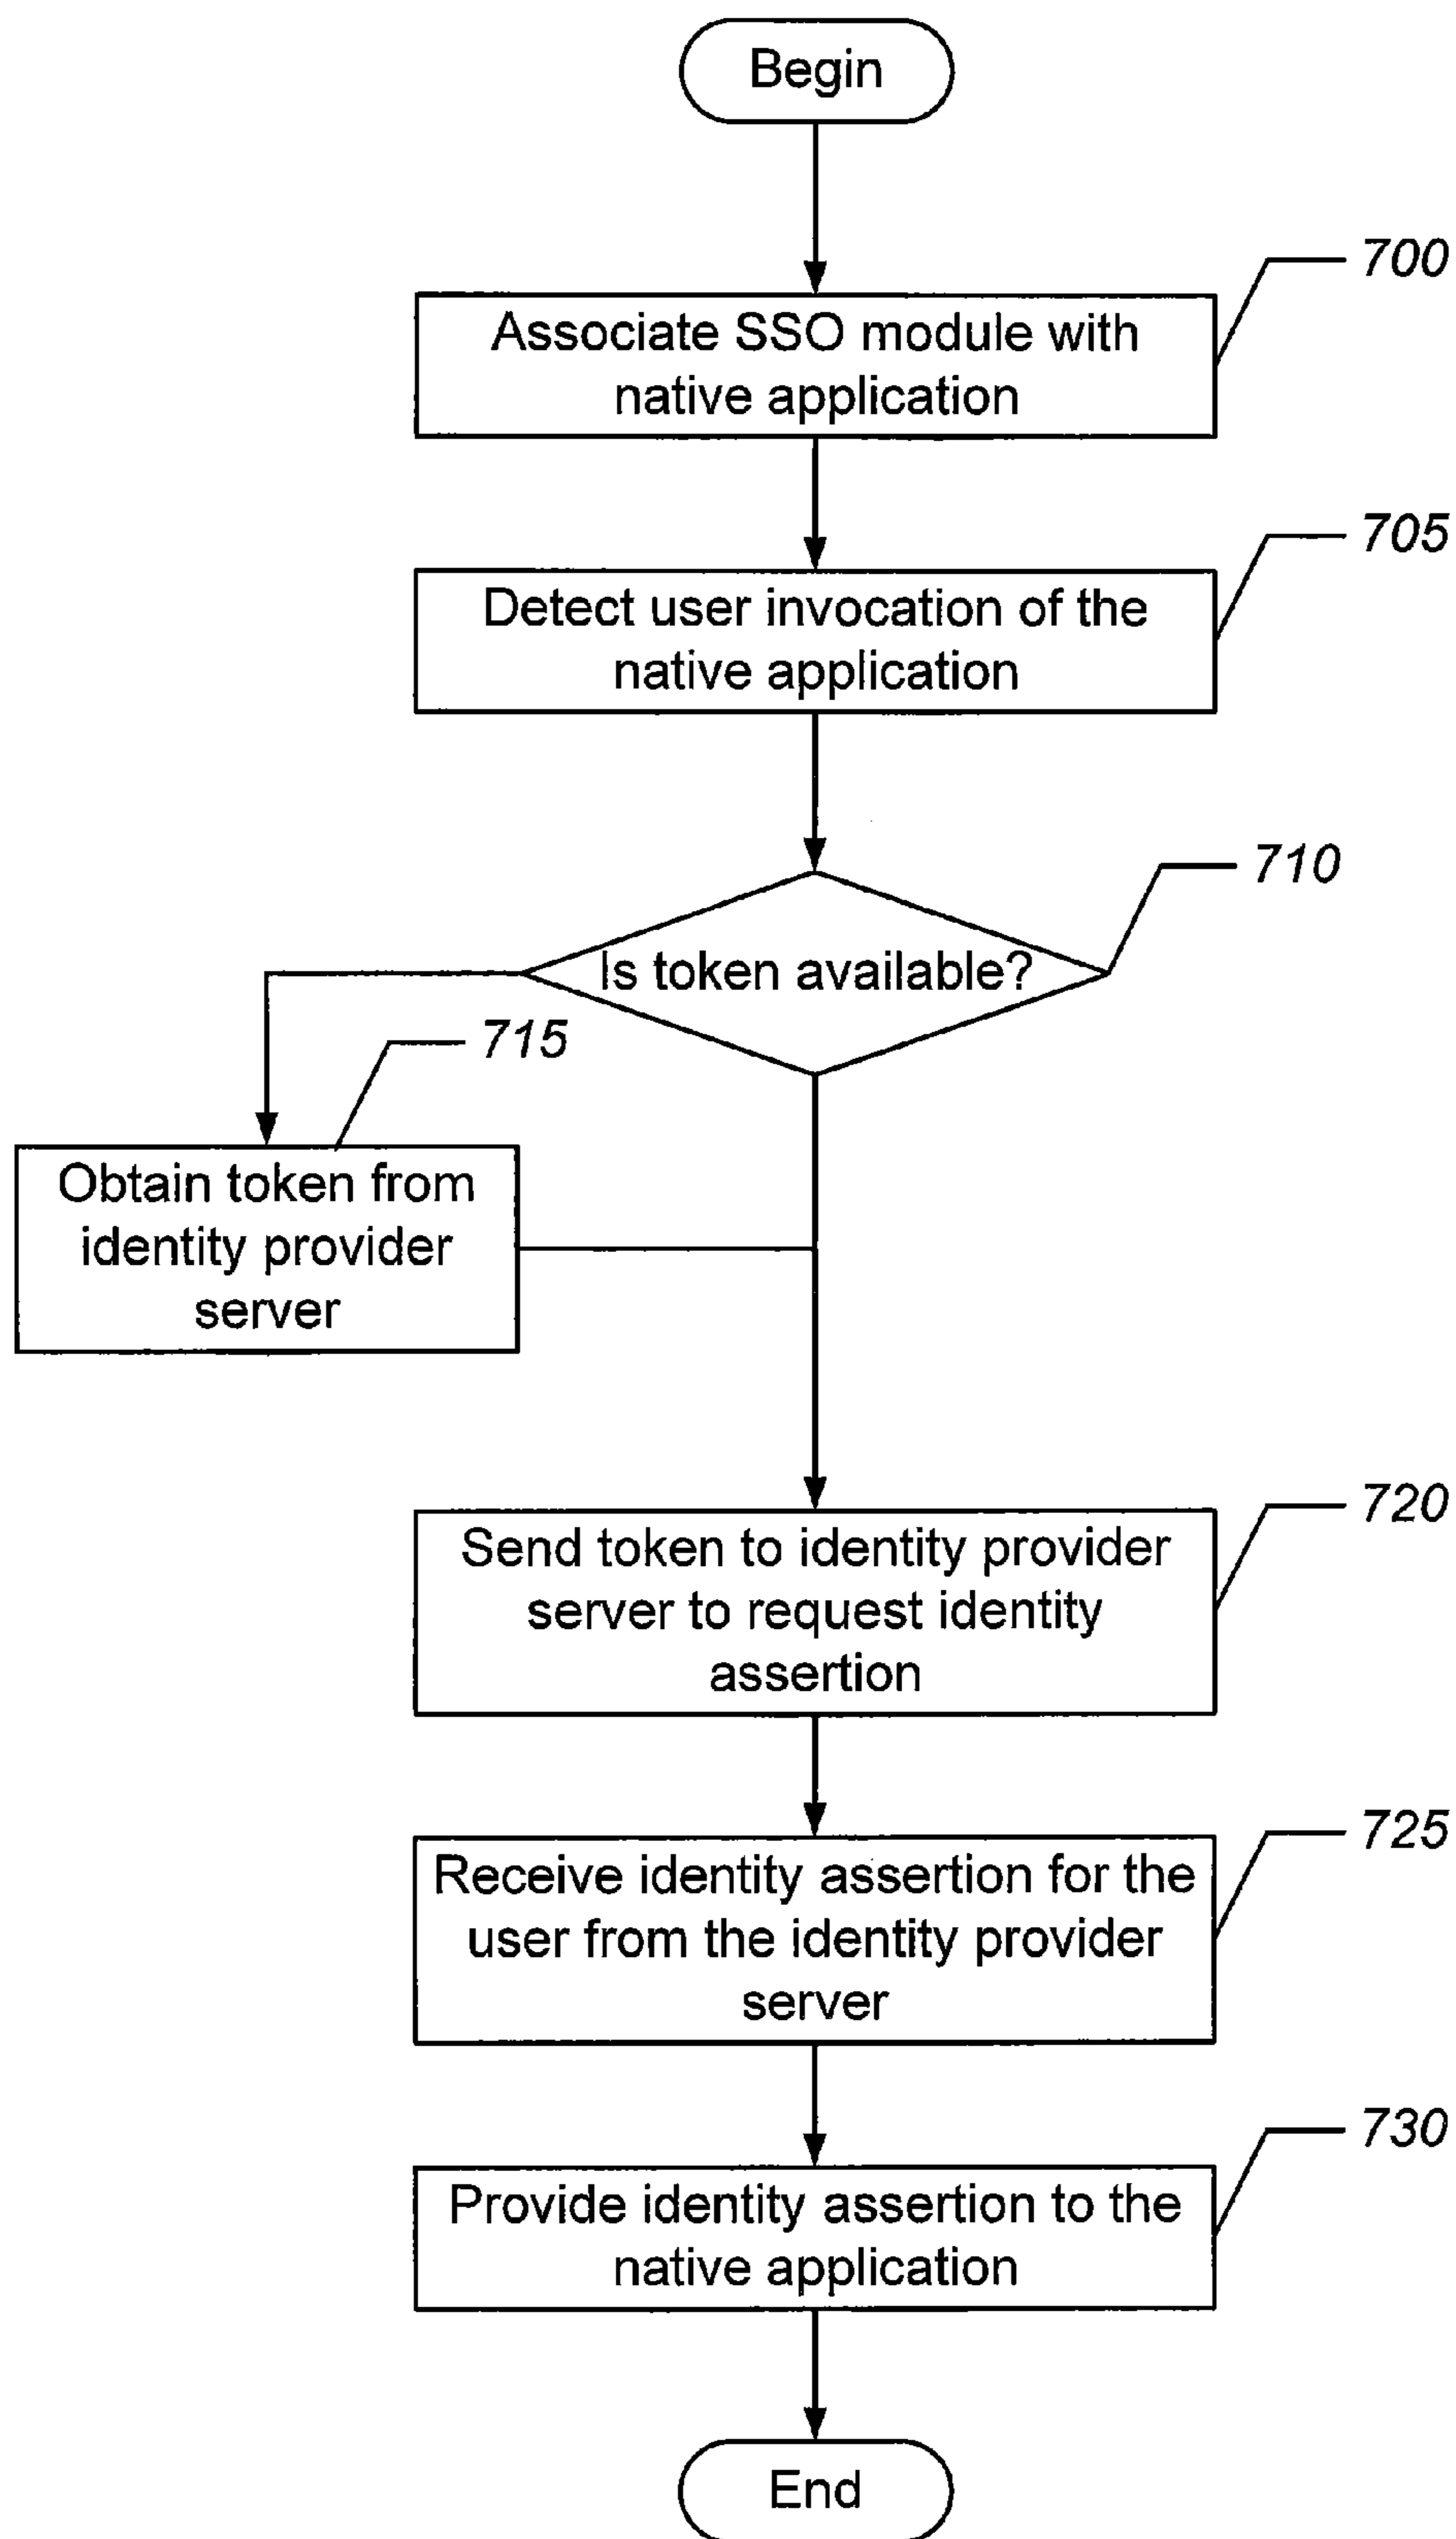 Begin
700
Associate SSO module with
native application
705
Detect user invocation of the
native application
710
Is token available?
715
Obtain token from
identity provider
server
720
Send token to identity provider
server to request identity
assertion
725
Receive identity assertion for the
user from the identity provider
server
730
Provide identity assertion to the
native application
End